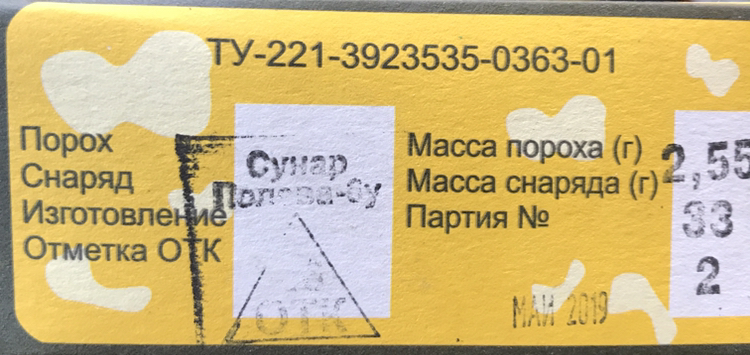 ТУ-221-3923535-0363-01
Порох Сунар
Снаряд
Изготовление
Отметка ОТК
ОТК
Масса пороха (г) 2,55
Масса снаряда (г) 33
Партия № 2
МАЙ 2019